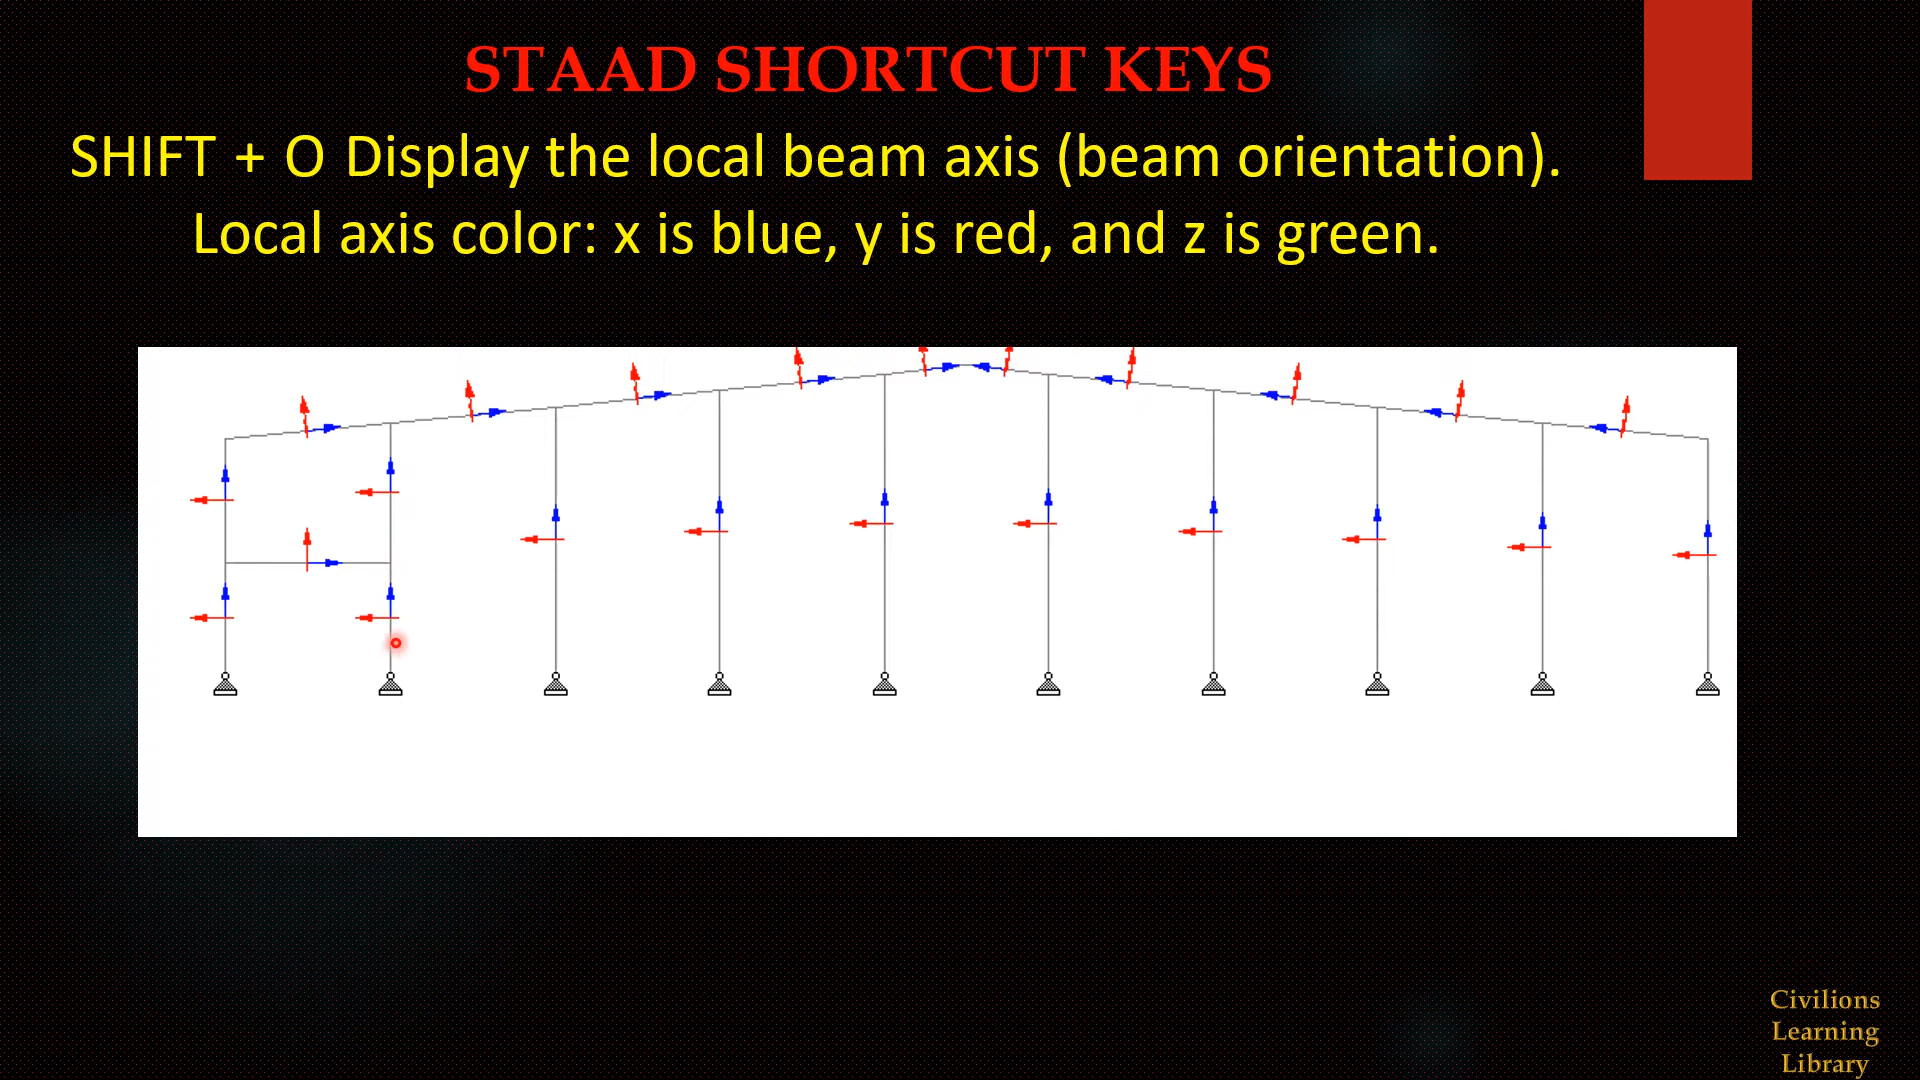 STAAD SHORTCUT KEYS
SHIFT + O Display the local beam axis (beam orientation).
Local axis color: x is blue, y is red, and z is green.
Civilions
Learning
Library